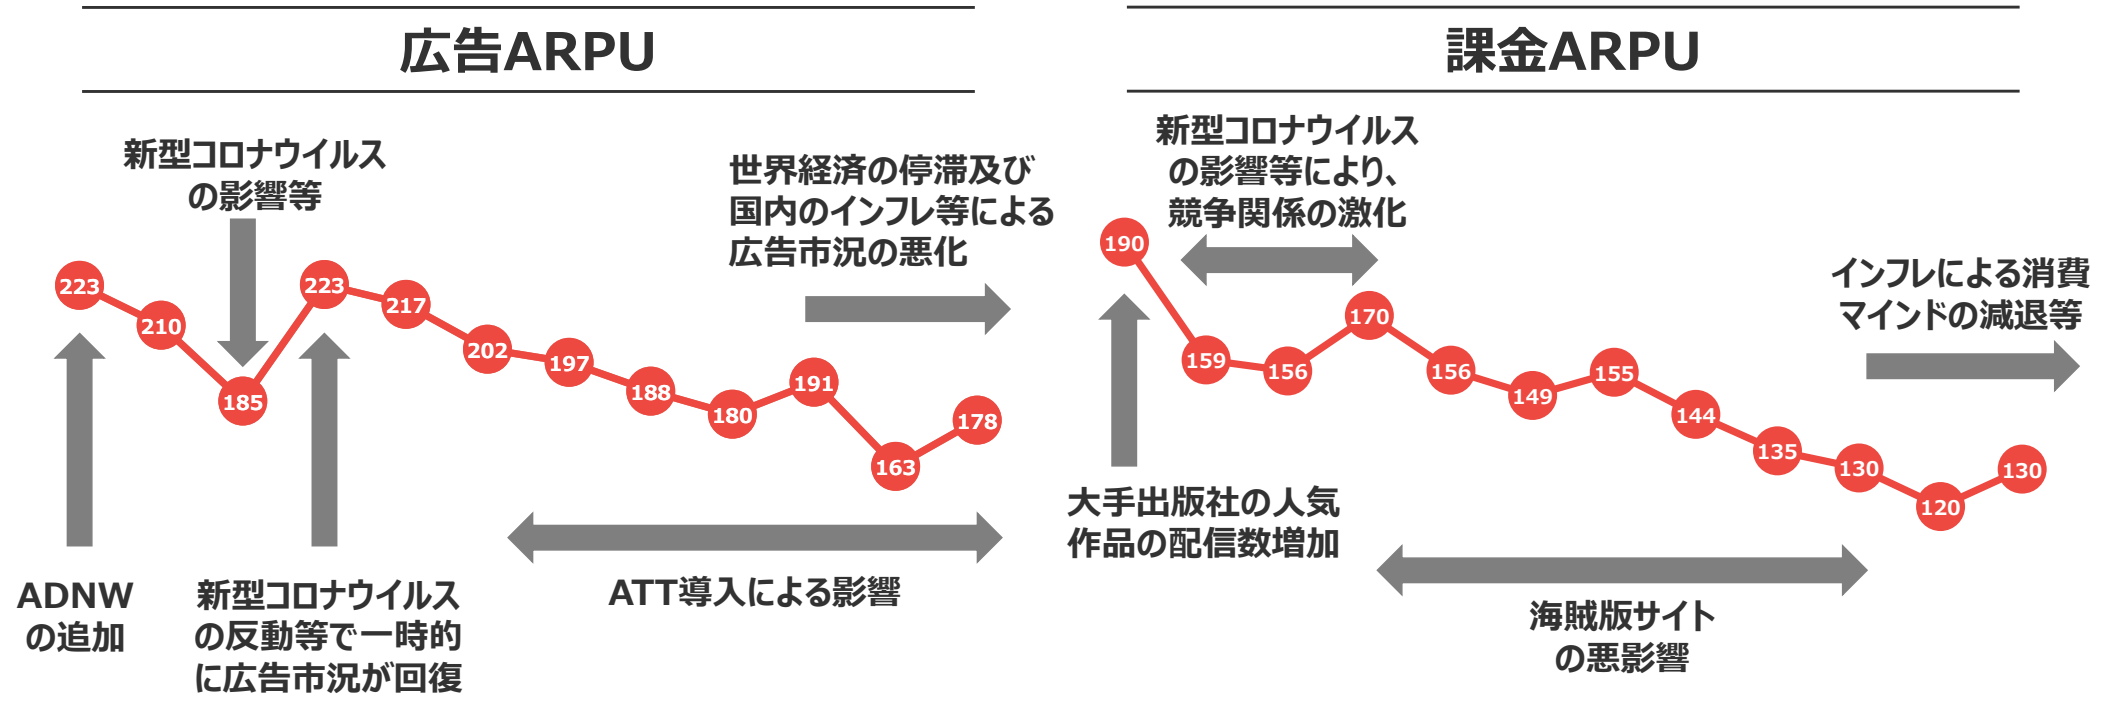 広告ARPU
新型コロナウイルス
の影響等
世界経済の停滞及び
国内のインフレ等による
広告市況の悪化
223
210
185
223
217
202
197
188
180
191
163
178
ADNW
の追加
新型コロナウイルス
の反動等で一時的
に広告市況が回復
ATT導入による影響
課金ARPU
新型コロナウイルス
の影響等により、
競争関係の激化
インフレによる消費
マインドの減退等
190
159
156
170
156
149
155
144
135
130
120
130
大手出版社の人気
作品の配信数増加
海賊版サイト
の悪影響